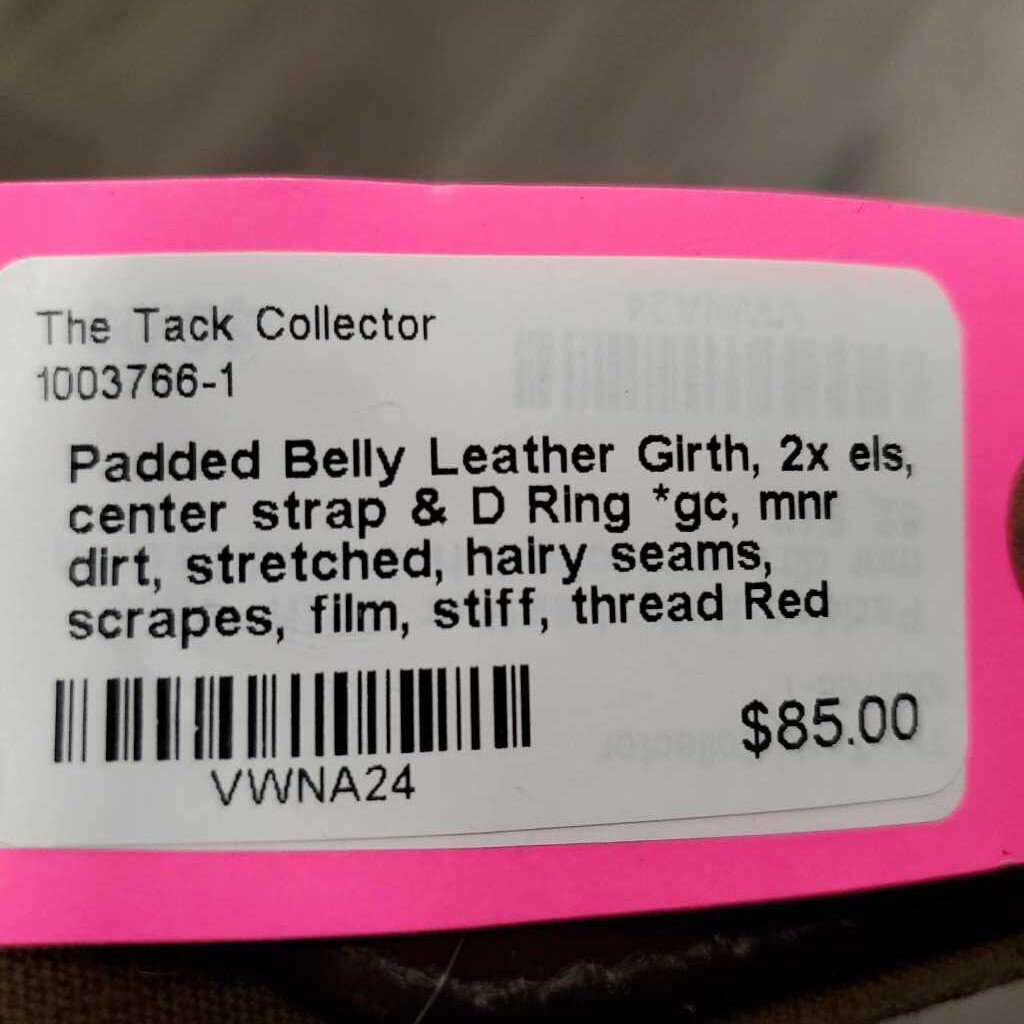 The Tack Collector
1003766-1
Padded Belly Leather Girth, 2x els,
center strap & D Ring *gc, mnr
dirt, stretched, hairy seams,
scrapes, film, stiff, thread Red
VWNA24
$85.00